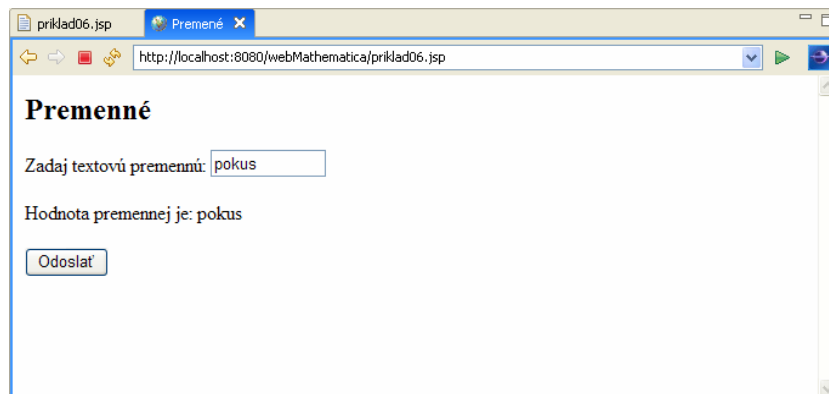 priklad06.jsp
Premené
http://localhost:8080/webMathematica/priklad06.jsp
Premenné
Zadaj textovú premennú: pokus
Hodnota premennej je: pokus
Odoslať